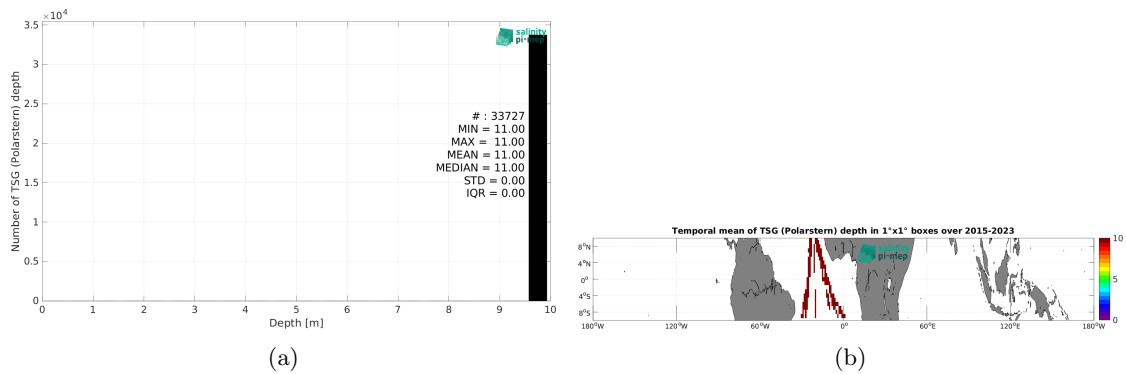 ×10⁴
3.5
3
2.5
2
1.5
1
0.5
0
Number of TSG (Polarstern) depth
salinity
pi-mep
# : 33727
MIN = 11.00
MAX = 11.00
MEAN = 11.00
MEDIAN = 11.00
STD = 0.00
IQR = 0.00
0 1 2 3 4 5 6 7 8 9 10
Depth [m]
(a)
Temporal mean of TSG (Polarstern) depth in 1°x1° boxes over 2015-2023
8°N
4°N
0°
4°S
8°S
salinity
pi-mep
180°W 120°W 60°W 0° 60°E 120°E 180°W
10
5
0
(b)